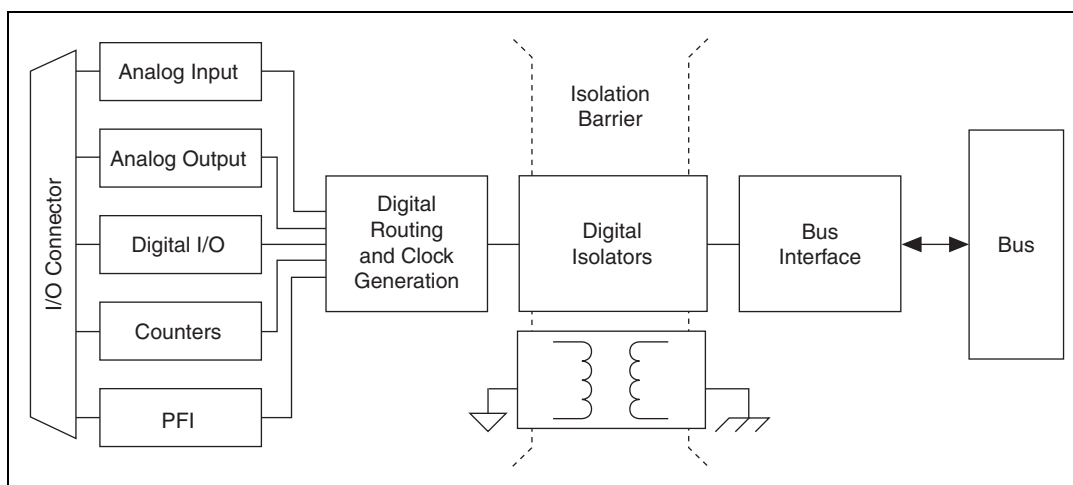 I/O Connector
Analog Input
Analog Output
Digital I/O
Counters
PFI
Digital
Routing
and Clock
Generation
Isolation
Barrier
Digital
Isolators
Bus
Interface
Bus